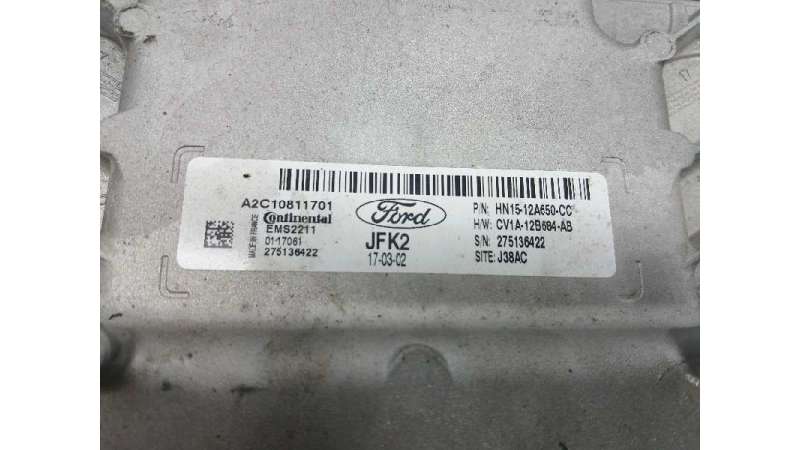 A2C10811701
Continental
EMS2211
0117061
275136422
MADE IN FRANCE
Ford
JFK2
17-03-02
P/N: HN15-12A650-CC
H/W: CV1A-12B684-AB
S/N: 275136422
SITE: J38AC
17